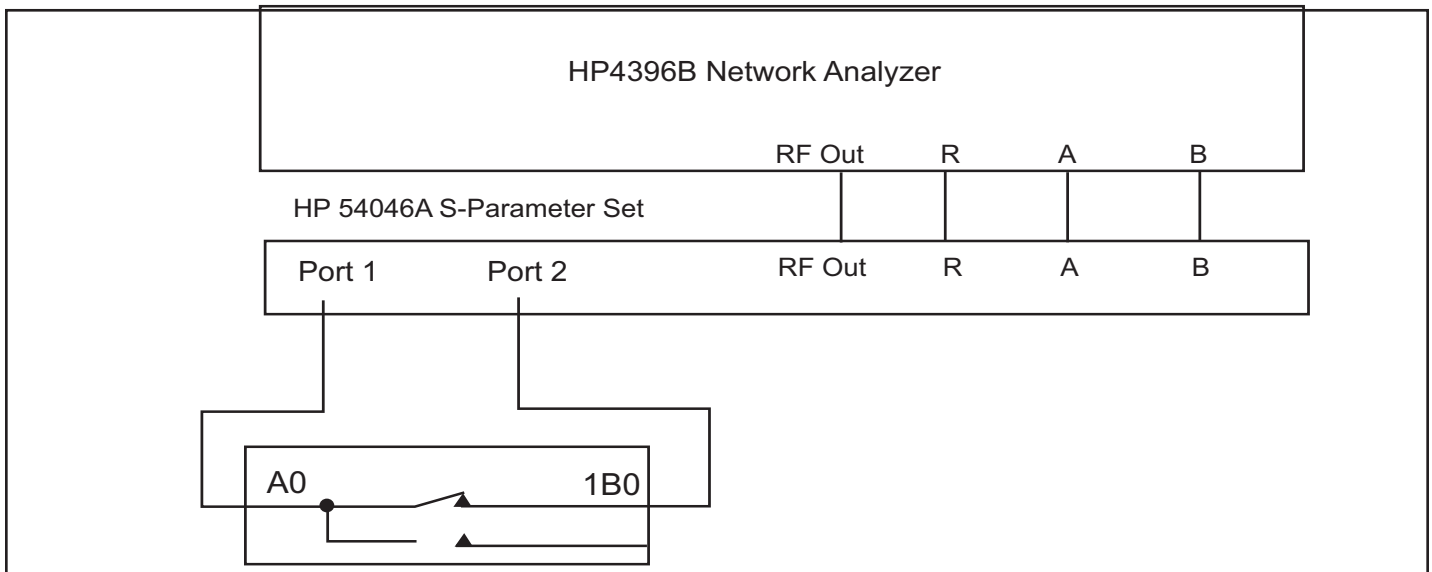 HP4396B Network Analyzer
RF Out R A B
HP 54046A S-Parameter Set
Port 1 Port 2 RF Out R A B
A0 1B0